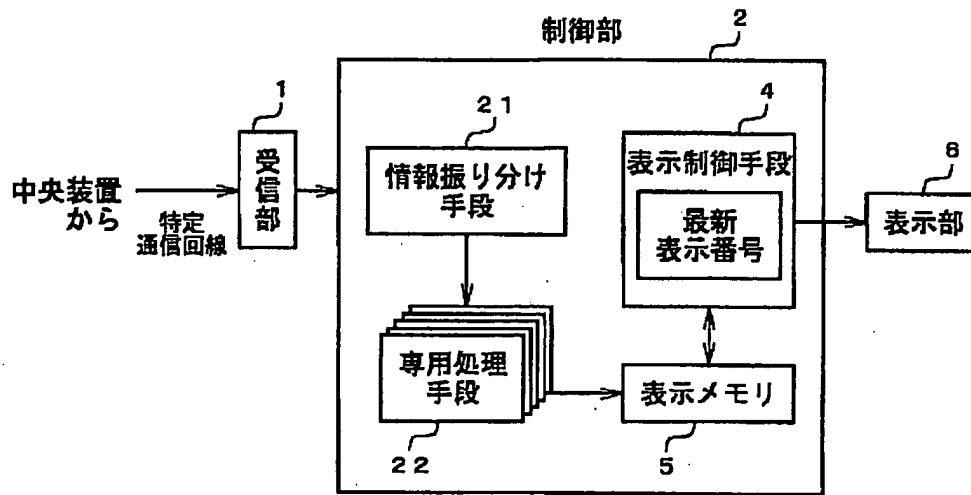 制御部
2
1
21
4
6
中央装置
から
特定
通信回線
受信部
情報振り分け
手段
表示制御手段
最新
表示番号
表示部
専用処理
手段
表示メモリ
22
5